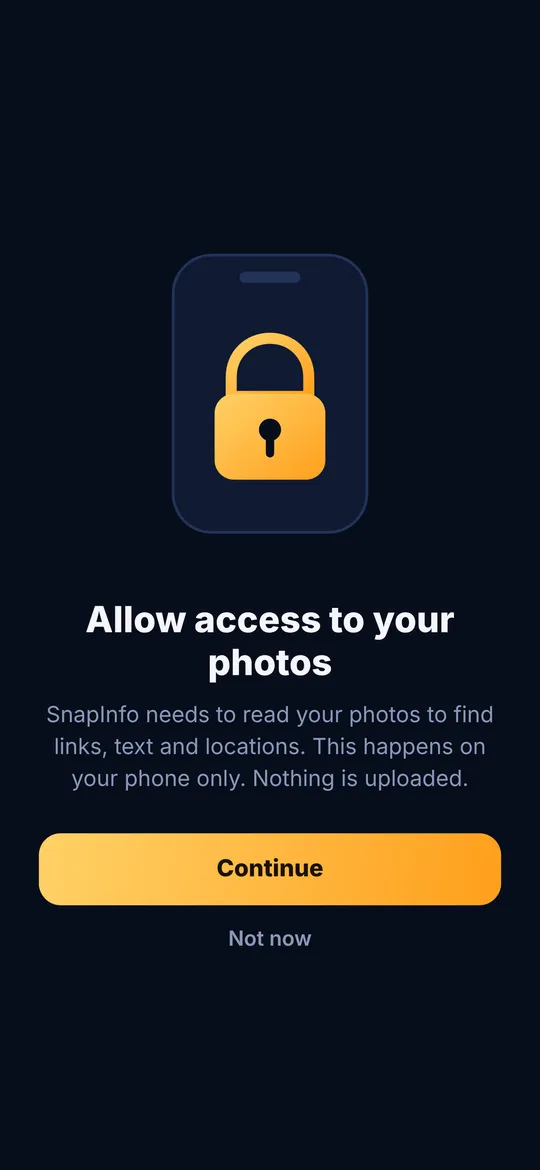 Allow access to your
photos
SnapInfo needs to read your photos to find
links, text and locations. This happens on
your phone only. Nothing is uploaded.
Continue
Not now